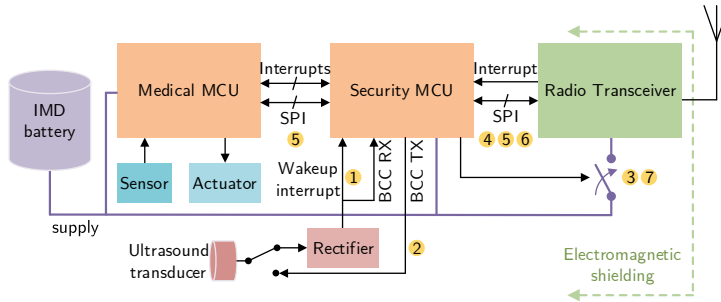 IMD
battery
Medical MCU
Interrupts
SPI
5
Security MCU
Interrupt
SPI
4 5 6
Radio Transceiver
Sensor
Actuator
Wakeup
interrupt
1
BCC RX
BCC TX
3 7
supply
Ultrasound
transducer
Rectifier
2
Electromagnetic
shielding